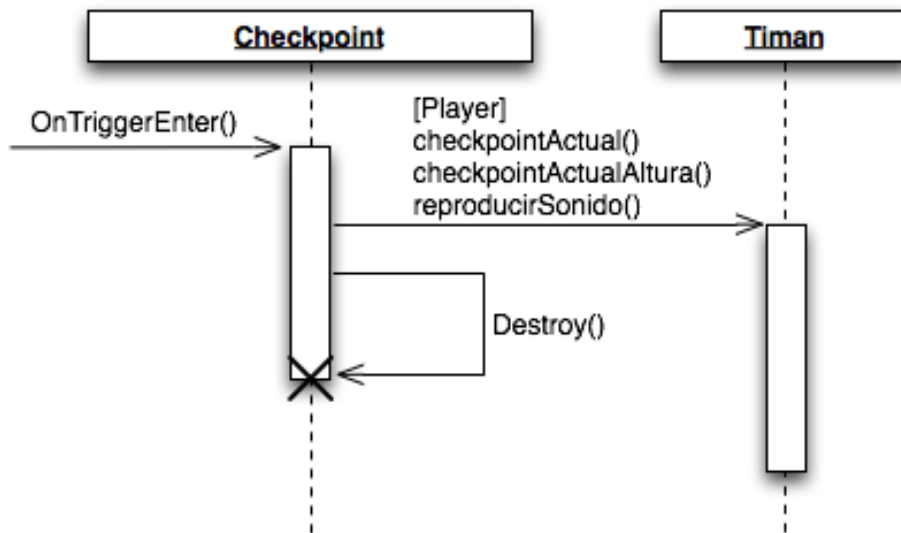 Checkpoint
Timan
OnTriggerEnter()
[Player]
checkpointActual()
checkpointActualAltura()
reproducirSonido()
Destroy()